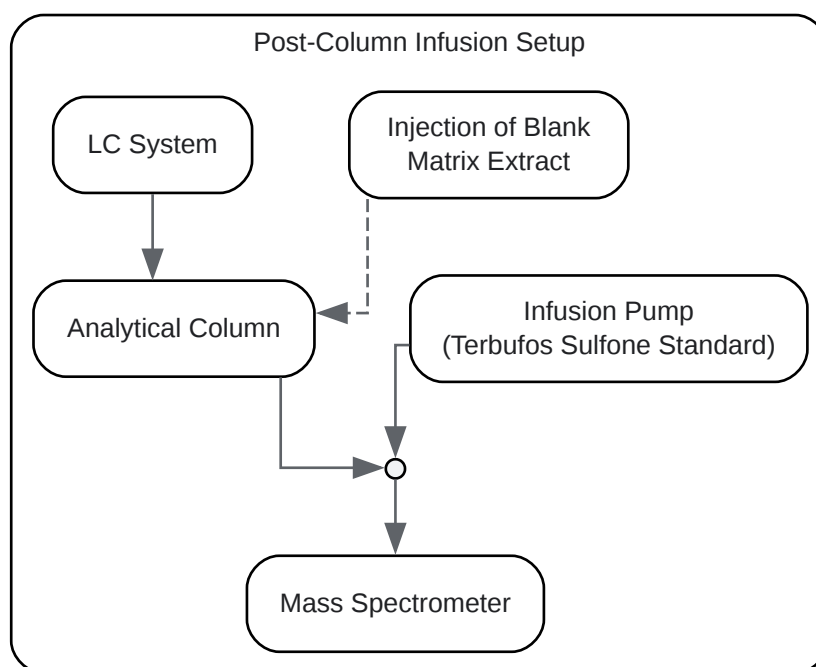 Post-Column Infusion Setup
LC System
Injection of Blank
Matrix Extract
Analytical Column
Infusion Pump
(Terbufos Sulfone Standard)
Mass Spectrometer